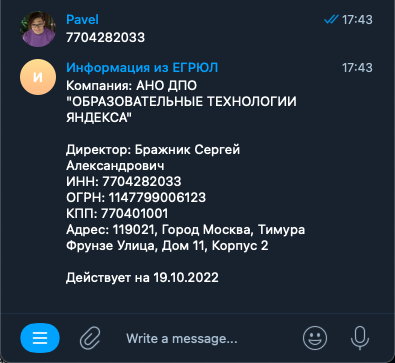 Pavel 17:43
7704282033
И
Информация из ЕГРЮЛ 17:43
Компания: АНО ДПО
"ОБРАЗОВАТЕЛЬНЫЕ ТЕХНОЛОГИИ
ЯНДЕКСА"
Директор: Бражник Сергей
Александрович
ИНН: 7704282033
ОГРН: 1147799006123
КПП: 770401001
Адрес: 119021, Город Москва, Тимура
Фрунзе Улица, Дом 11, Корпус 2
Действует на 19.10.2022
Write a message...